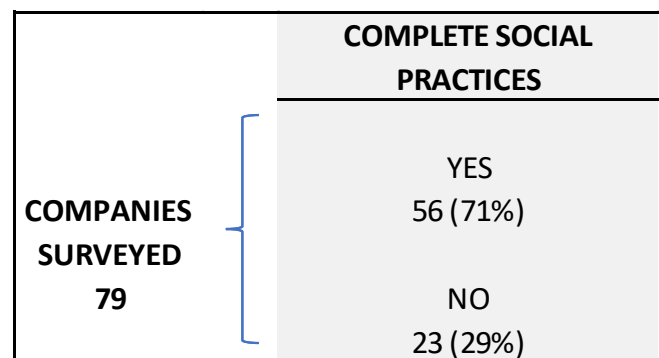 COMPLETE SOCIAL
PRACTICES
COMPANIES
SURVEYED
79
YES
56 (71%)
NO
23 (29%)